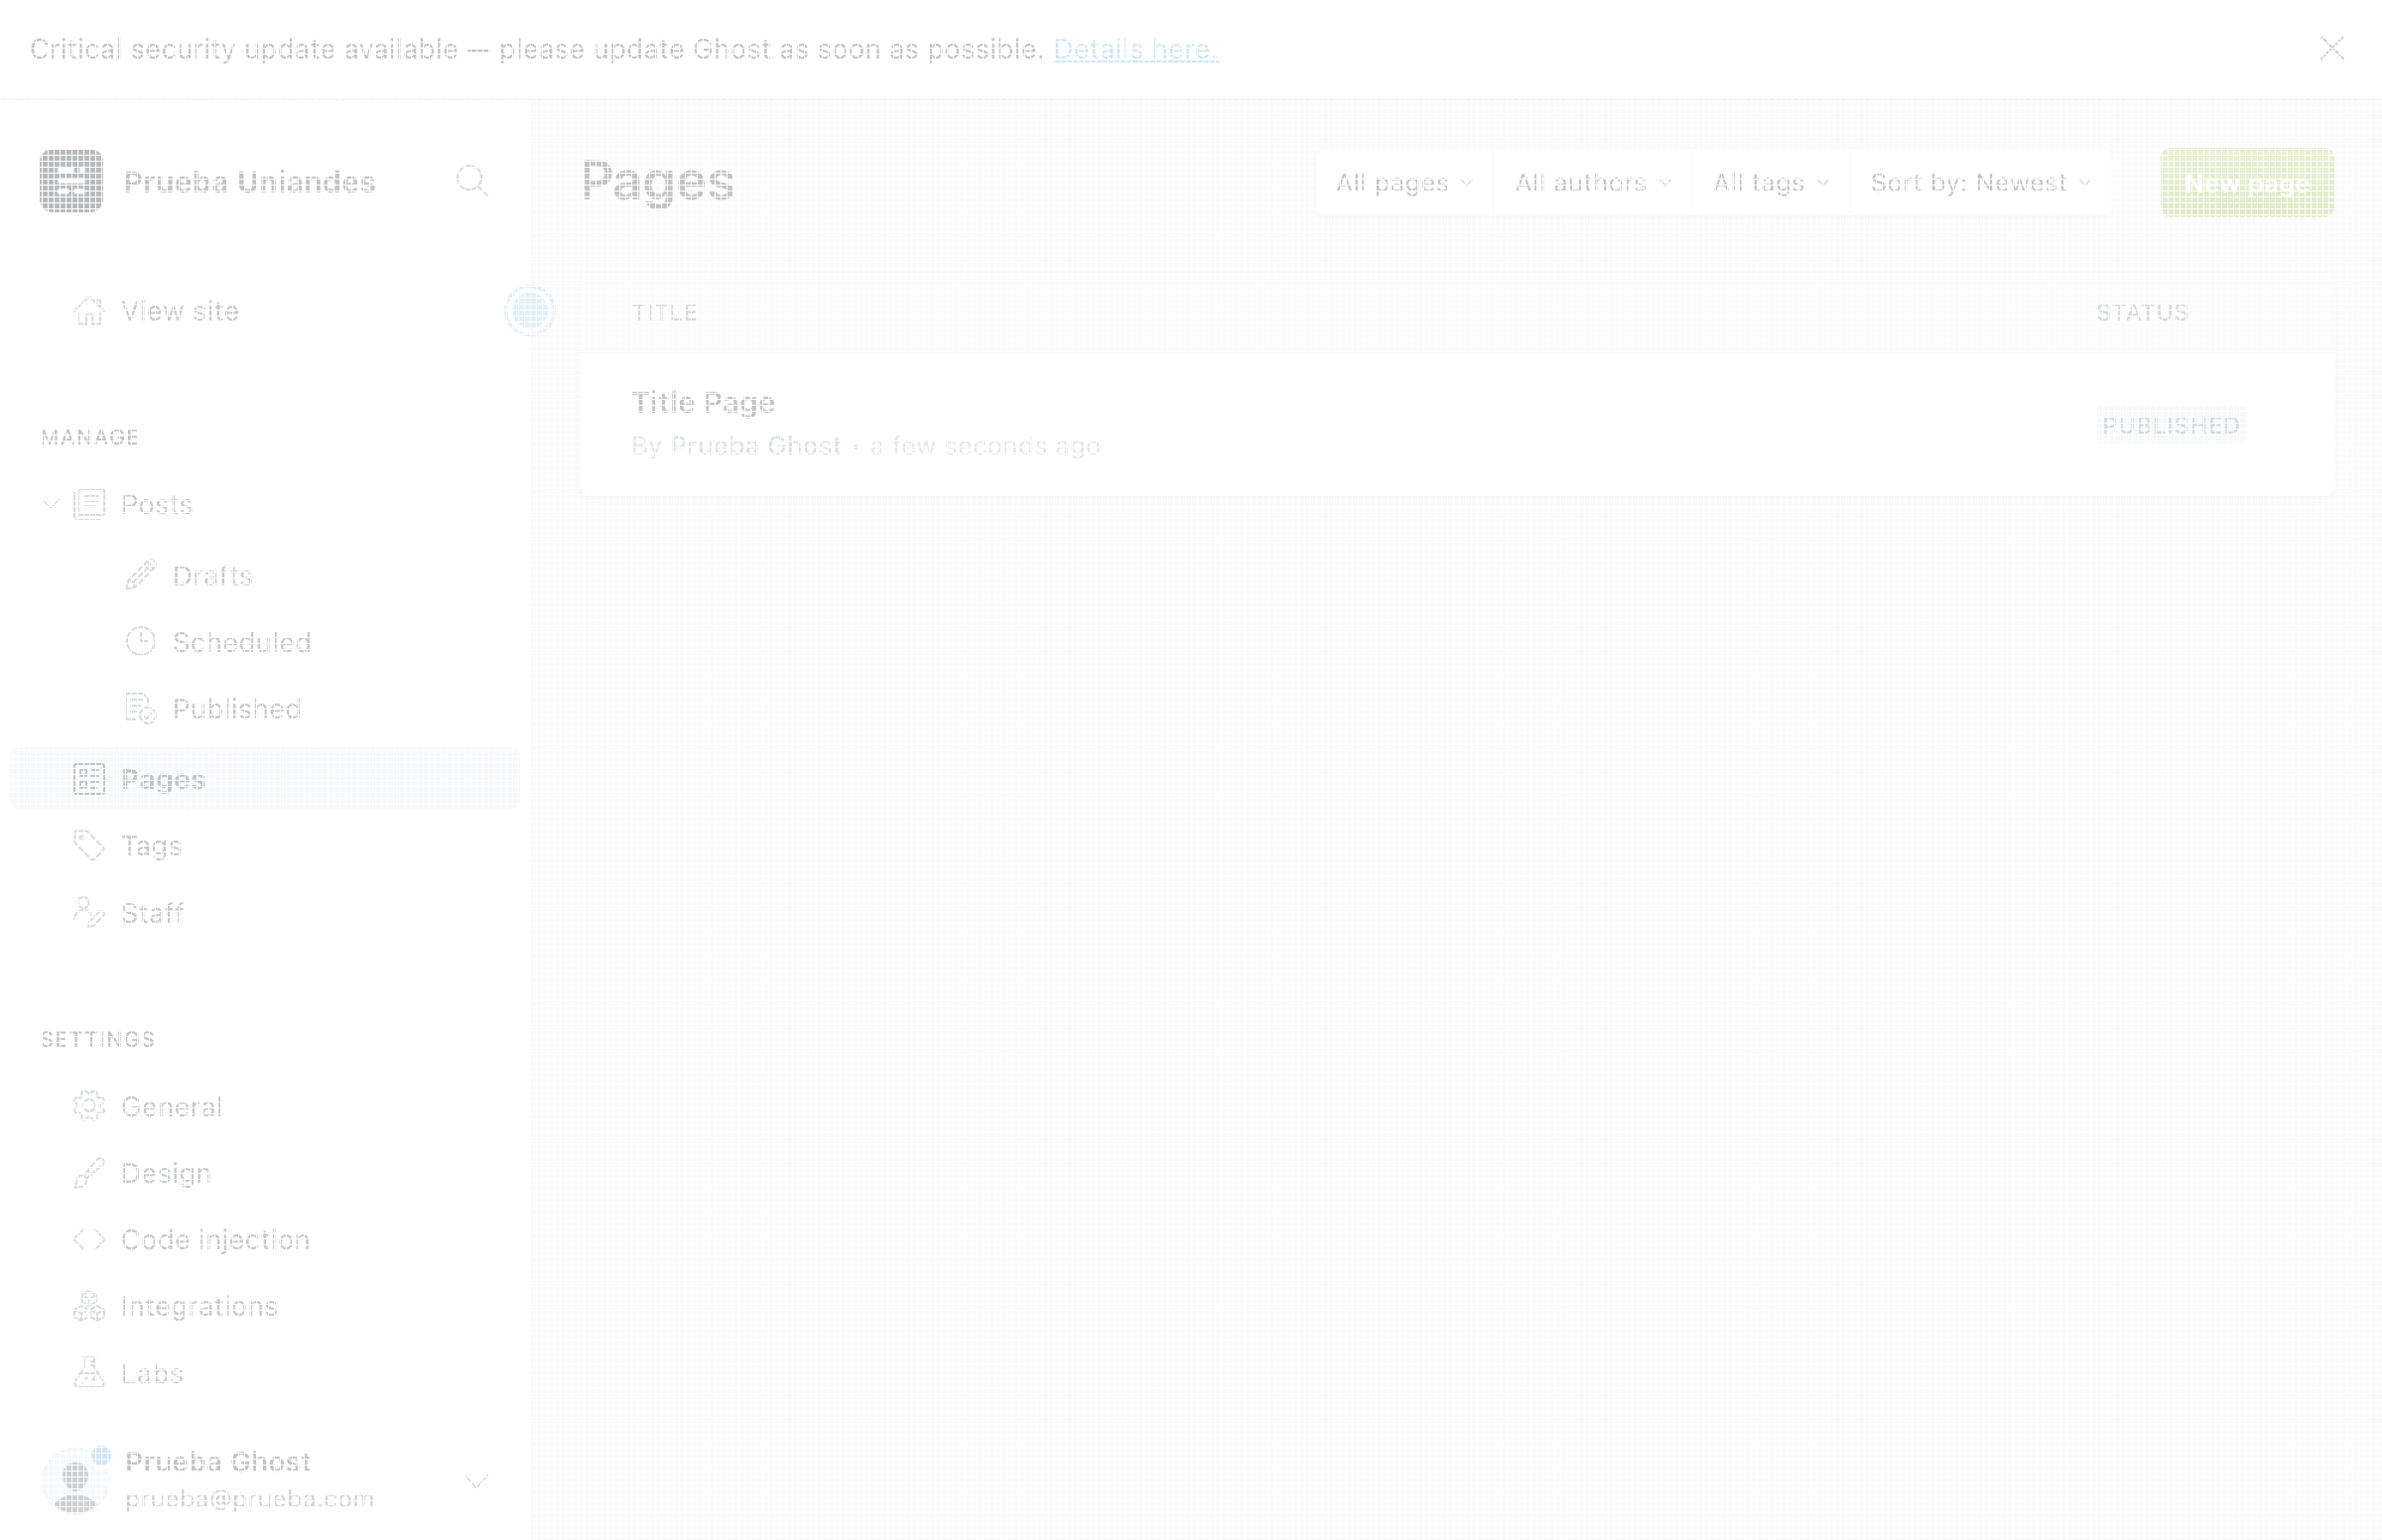 Critical security update available — please update Ghost as soon as possible. Details here.
Prueba Uniandes
Pages
All pages
All authors
All tags
Sort by: Newest
New page
View site
TITLE
STATUS
Title Page
By Prueba Ghost · a few seconds ago
PUBLISHED
MANAGE
Posts
Drafts
Scheduled
Published
Pages
Tags
Staff
SETTINGS
General
Design
Code injection
Integrations
Labs
Prueba Ghost
prueba@prueba.com